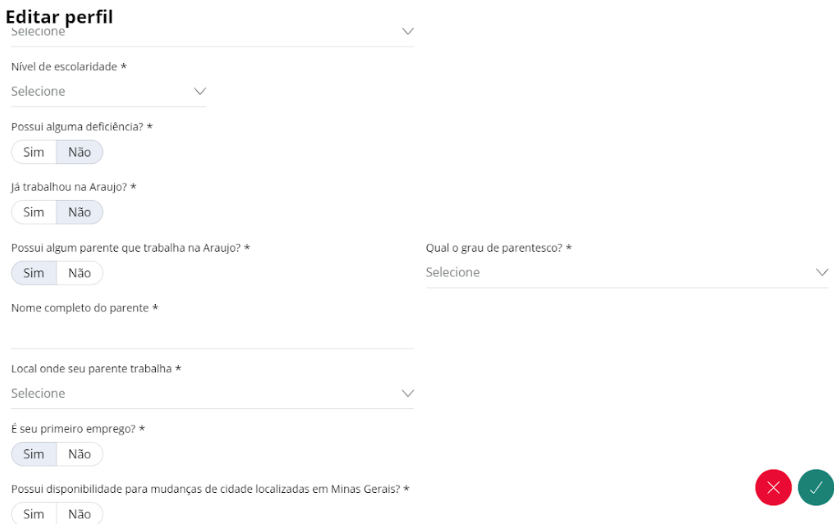 Editar perfil
Selecione
Nível de escolaridade *
Selecione
Possui alguma deficiência? *
Sim Não
Já trabalhou na Araujo? *
Sim Não
Possui algum parente que trabalha na Araujo? * Qual o grau de parentesco? *
Sim Não Selecione
Nome completo do parente *
Local onde seu parente trabalha *
Selecione
É seu primeiro emprego? *
Sim Não
Possui disponibilidade para mudanças de cidade localizadas em Minas Gerais? *
Sim Não